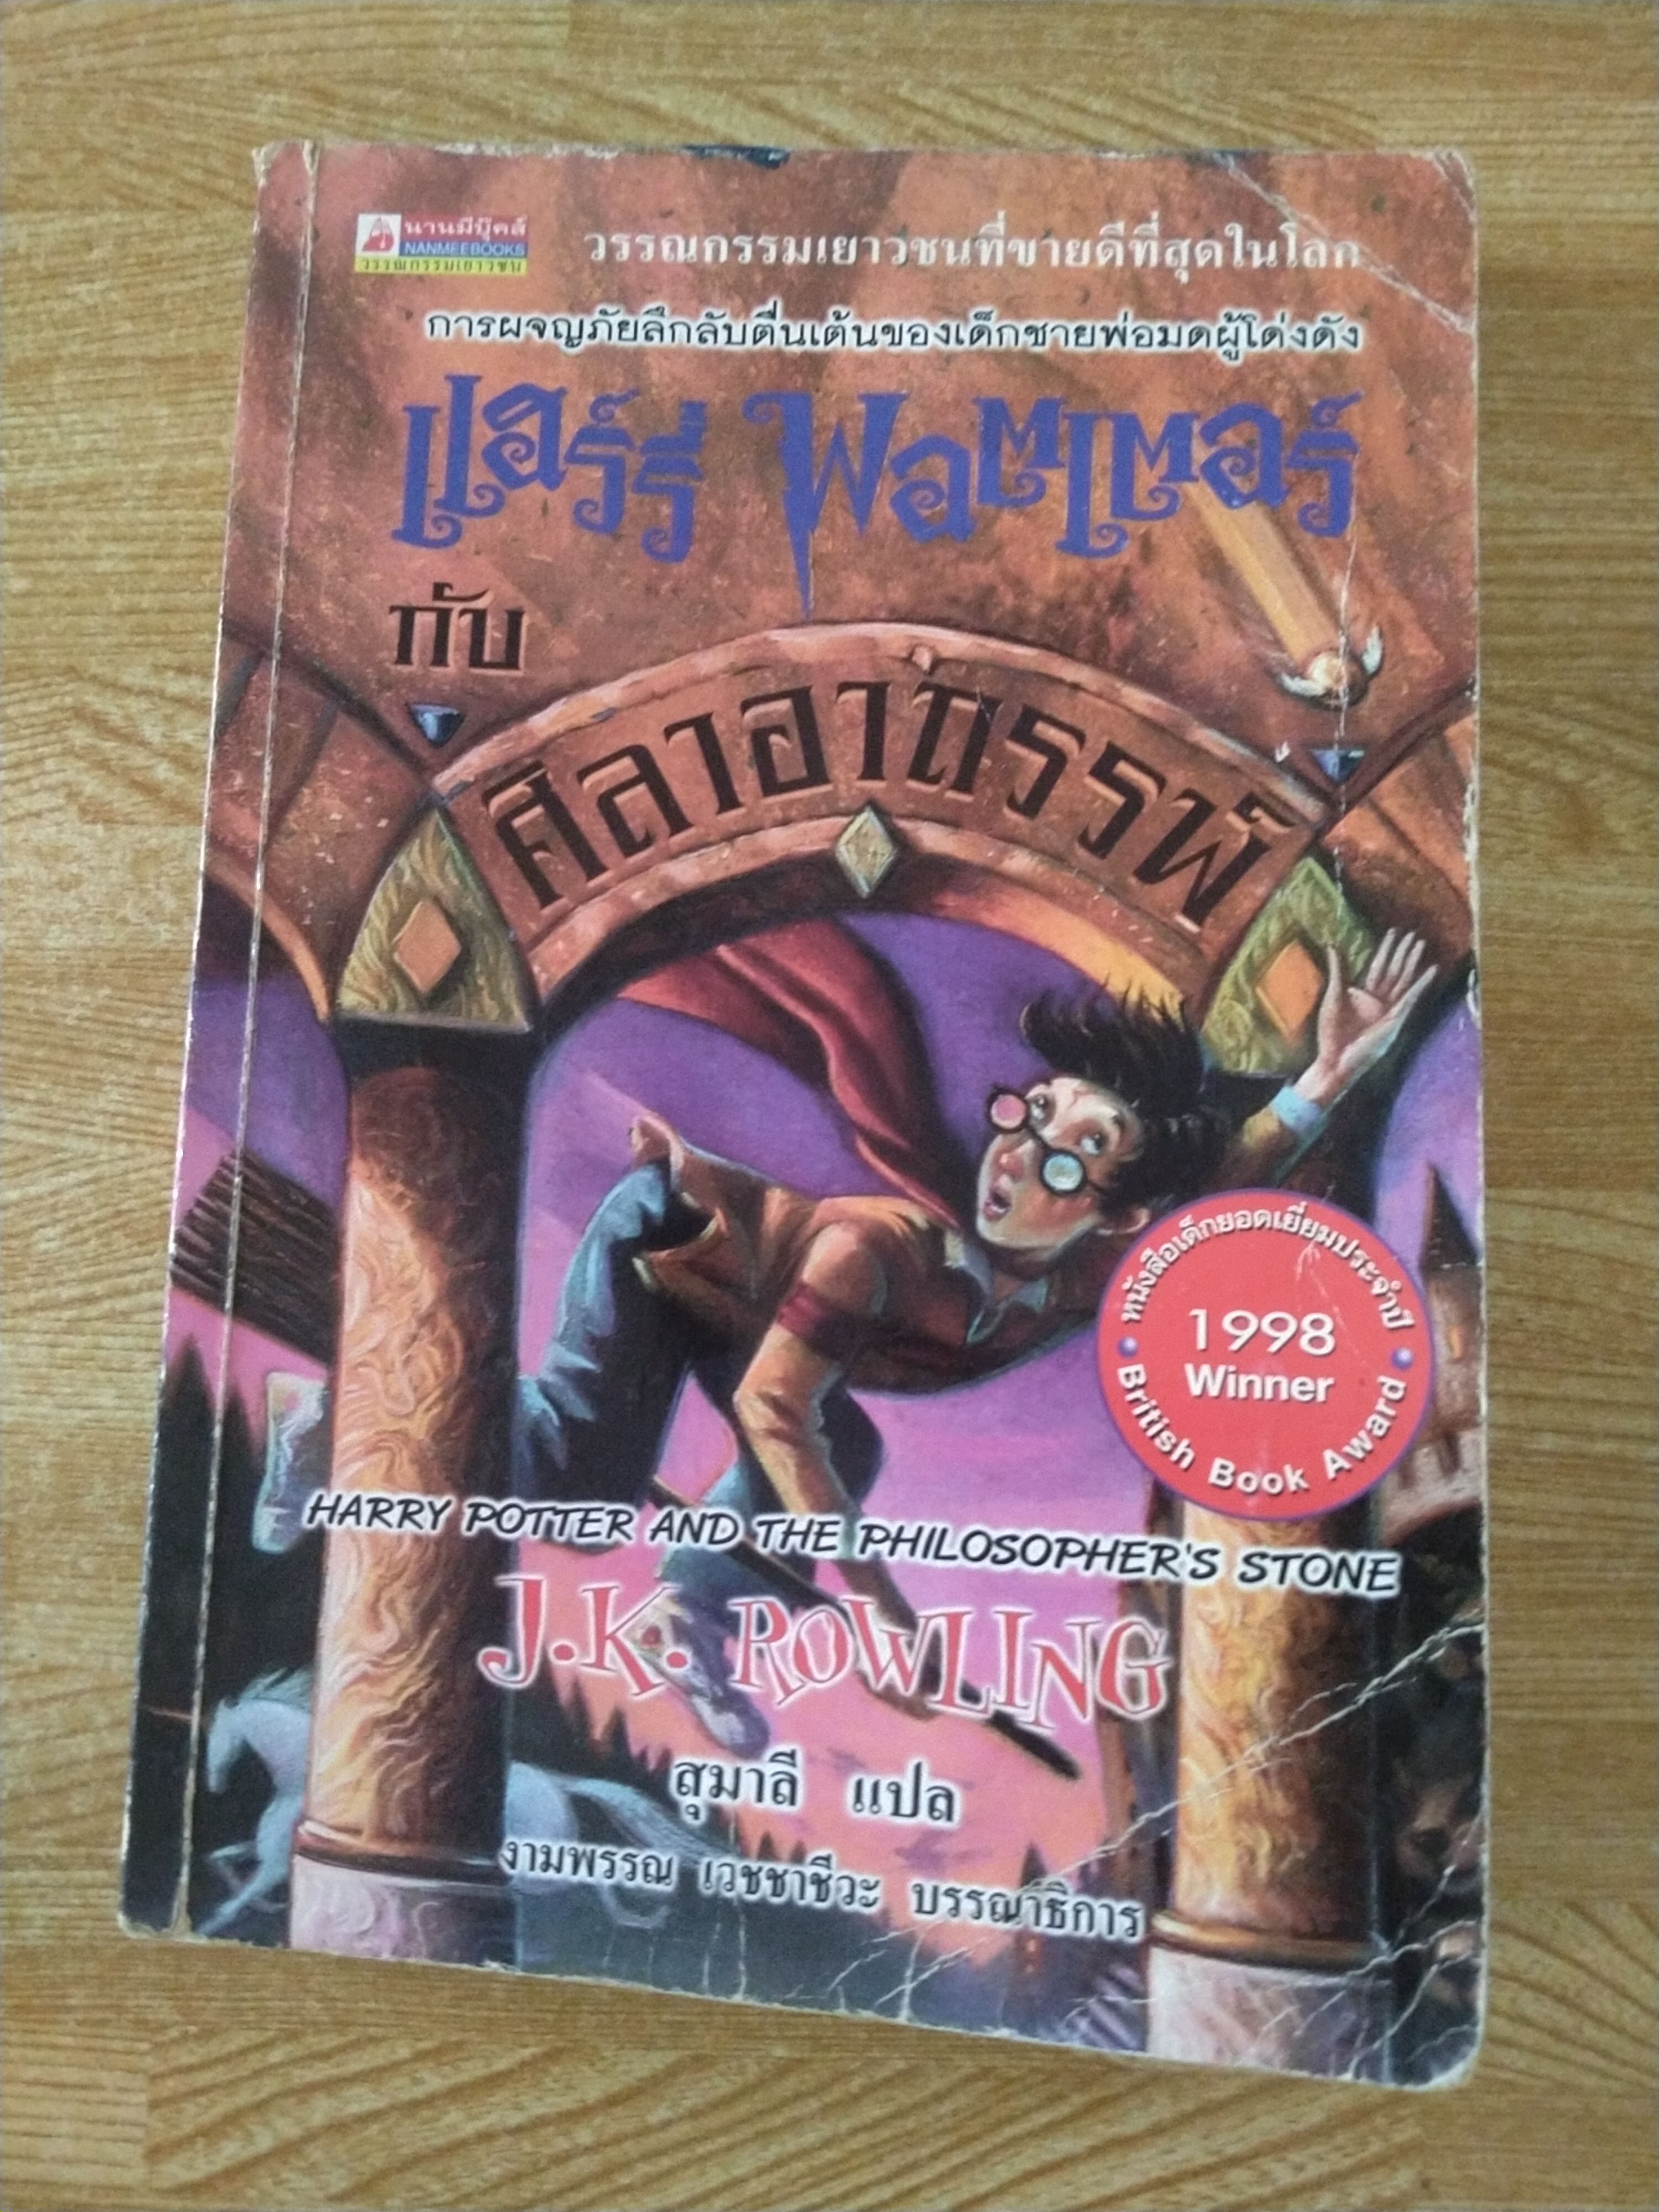 นานมีบุ๊คส์
NANMEEBOOKS
วรรณกรรมเยาวชน
วรรณกรรมเยาวชนที่ขายดีที่สุดในโลก
การผจญภัยลึกลับตื่นเต้นของเด็กชายพ่อมดผู้โด่งดัง
แฮร์รี่ พอตเตอร์
กับ
ศิลาอาถรรพ์
หนังสือเด็กยอดเยี่ยมประจำปี
1998
Winner
British Book Award
HARRY POTTER AND THE PHILOSOPHER'S STONE
J.K. ROWLING
สุมาลี แปล
งามพรรณ เวชชาชีวะ บรรณาธิการ